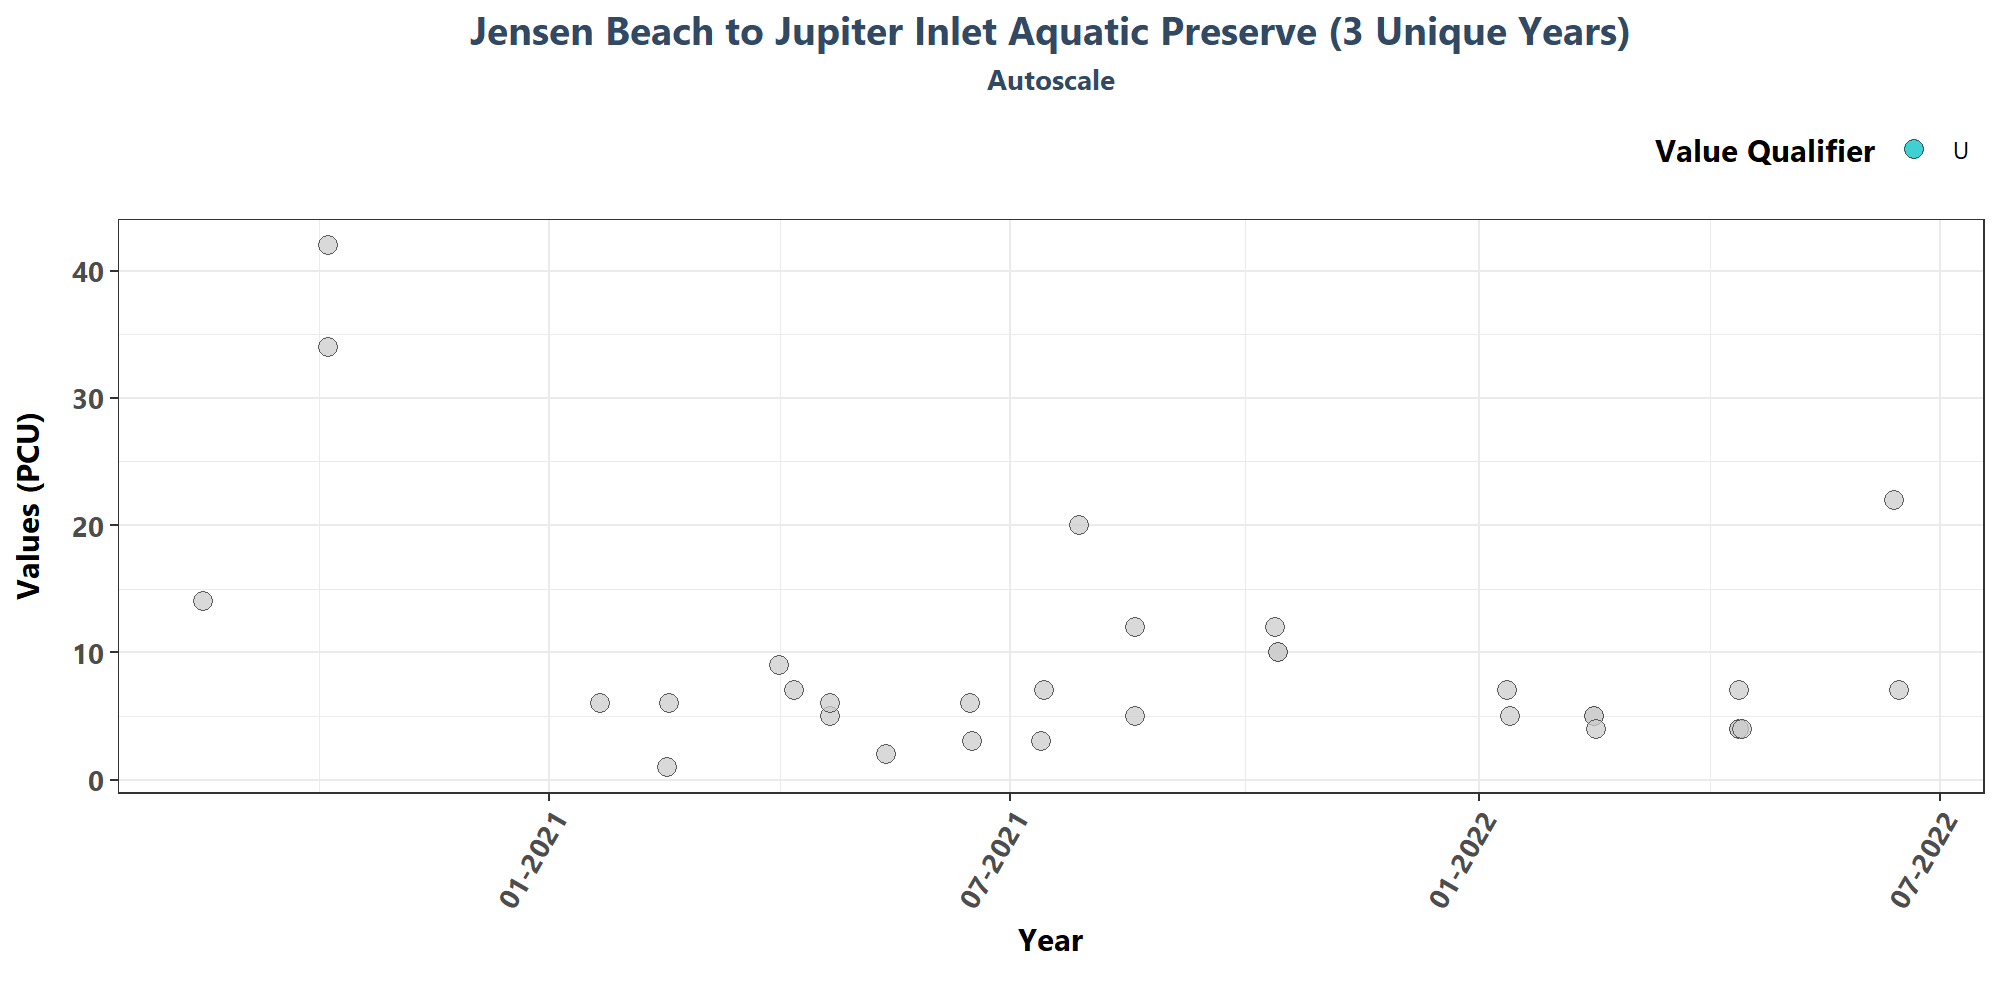 Jensen Beach to Jupiter Inlet Aquatic Preserve (3 Unique Years)
Autoscale
Value Qualifier U
Values (PCU)
40
30
20
10
0
01-2021
07-2021
01-2022
07-2022
Year